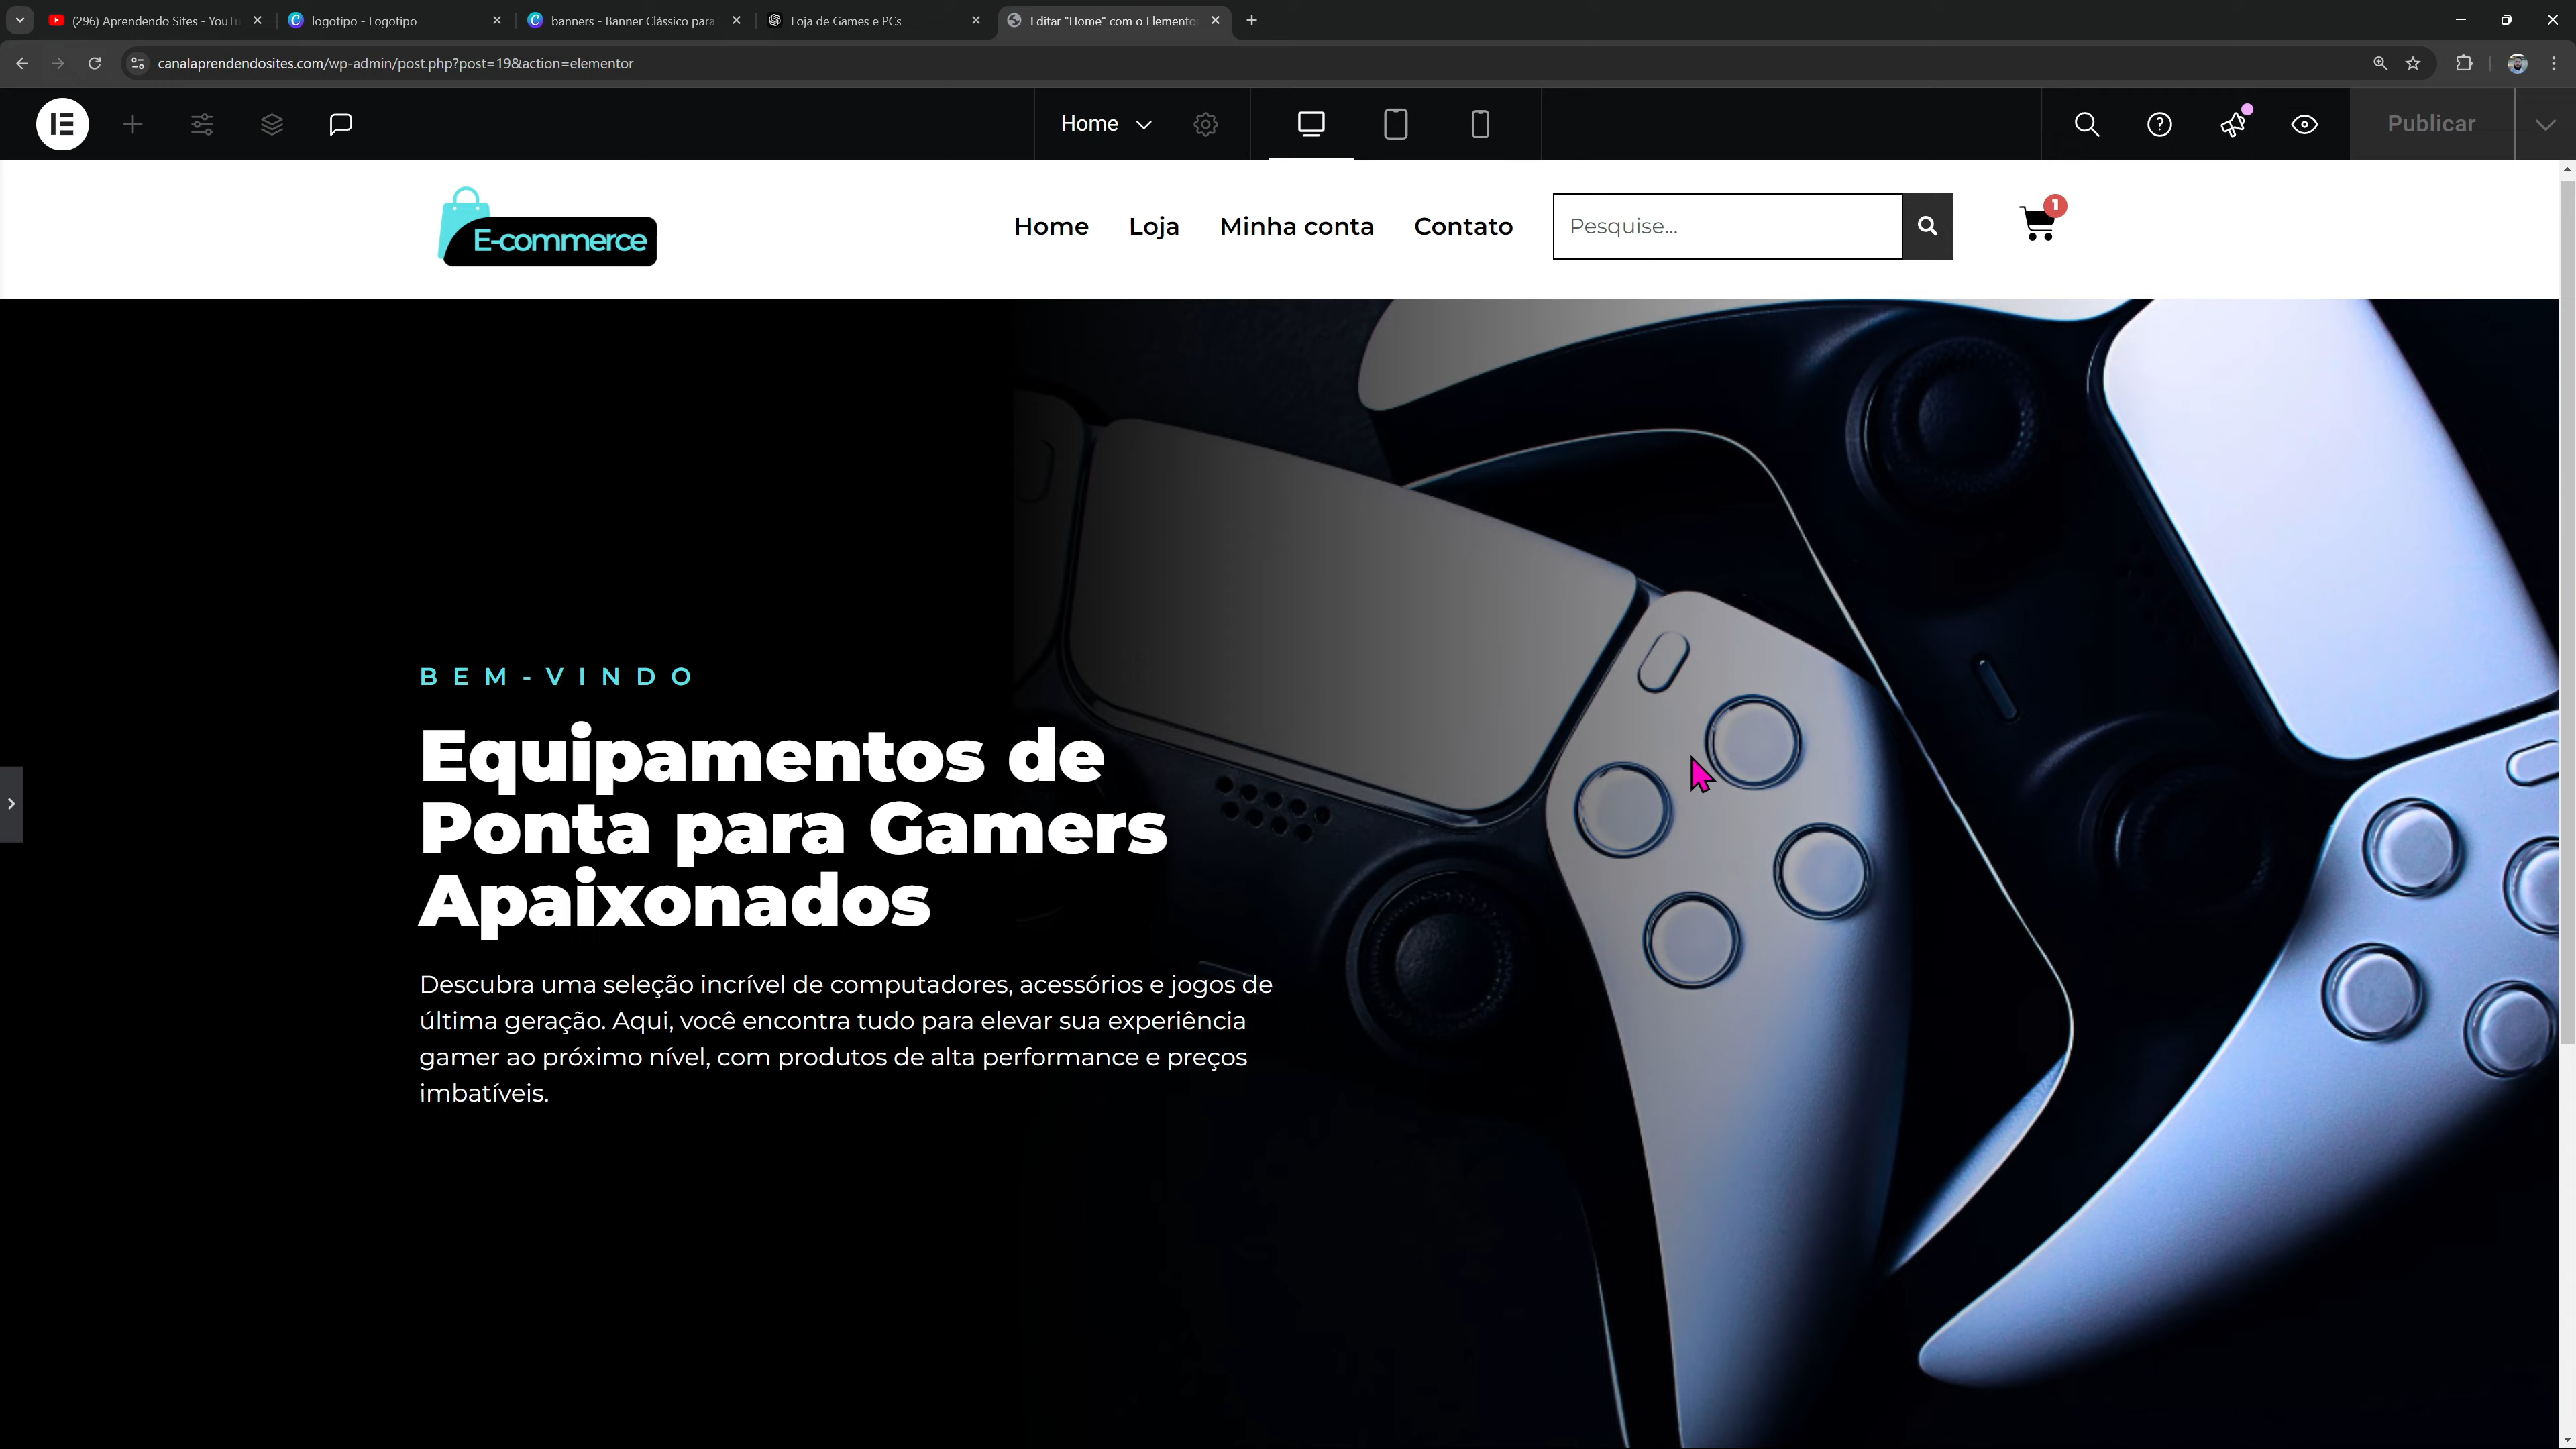 (296) Aprendendo Sites - YouTu
logotipo - Logotipo
banners - Banner Clássico para
Loja de Games e PCs
Editar "Home" com o Elemento
canalaprendendosites.com/wp-admin/post.php?post=19&action=elementor
Home
Publicar
E-commerce
Home
Loja
Minha conta
Contato
Pesquise...
1
BEM-VINDO
Equipamentos de
Ponta para Gamers
Apaixonados
Descubra uma seleção incrível de computadores, acessórios e jogos de
última geração. Aqui, você encontra tudo para elevar sua experiência
gamer ao próximo nível, com produtos de alta performance e preços
imbatíveis.